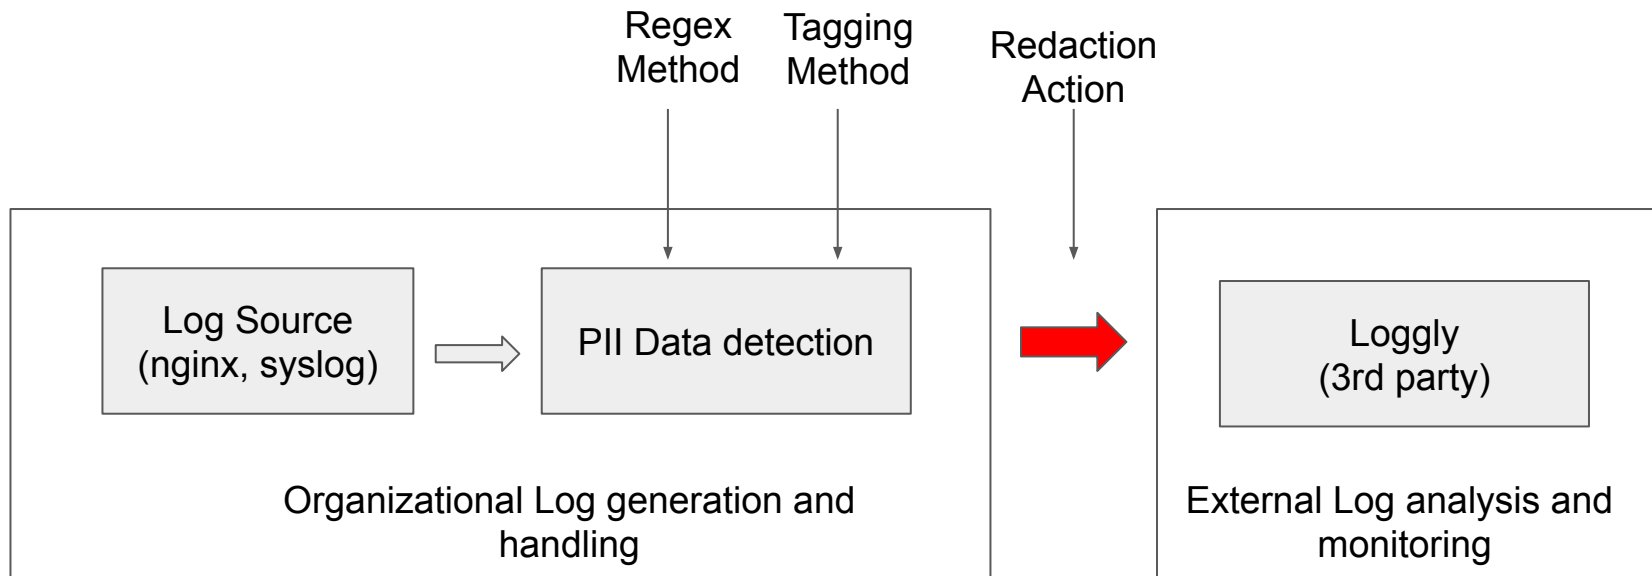 Regex
Method
Tagging
Method
Redaction
Action
Log Source
(nginx, syslog)
PII Data detection
Loggly
(3rd party)
Organizational Log generation and
handling
External Log analysis and
monitoring